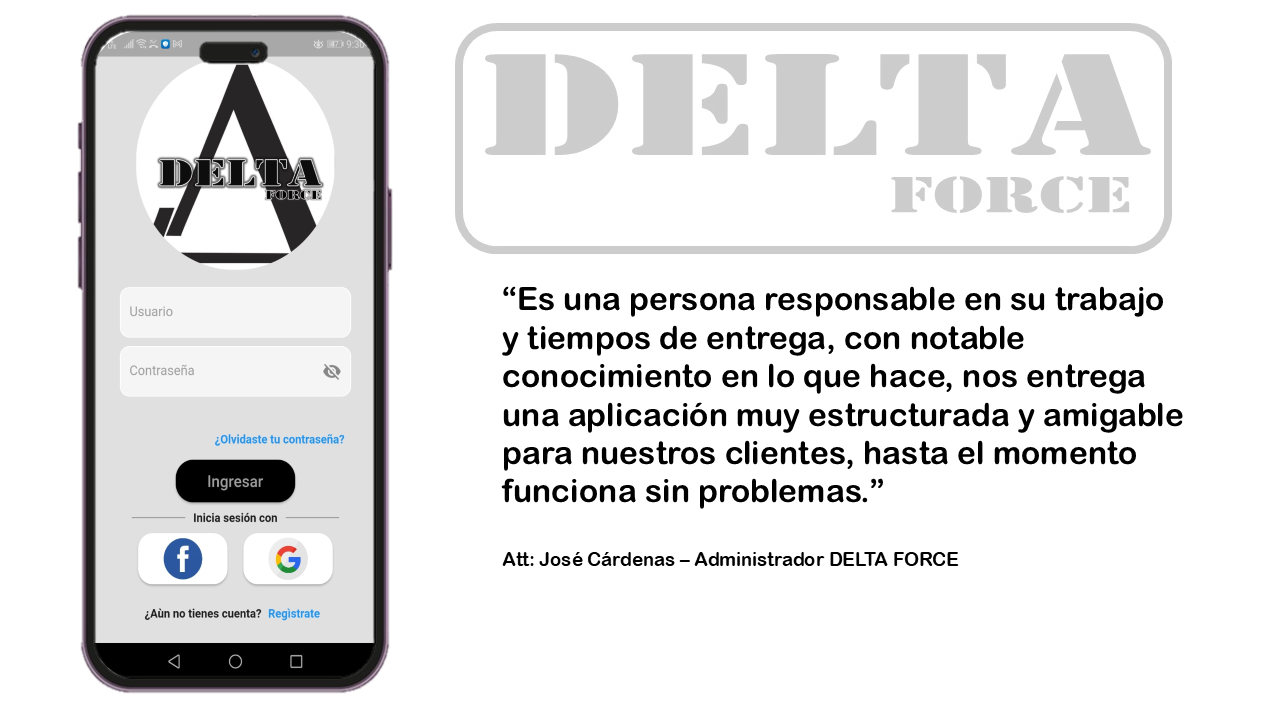 9:30
DELTA
FORCE
Usuario
Contraseña
¿Olvidaste tu contraseña?
Ingresar
Inicia sesión con
f
G
¿Aùn no tienes cuenta? Regìstrate
DELTA
FORCE
“Es una persona responsable en su trabajo
y tiempos de entrega, con notable
conocimiento en lo que hace, nos entrega
una aplicación muy estructurada y amigable
para nuestros clientes, hasta el momento
funciona sin problemas.”
Att: José Cárdenas – Administrador DELTA FORCE